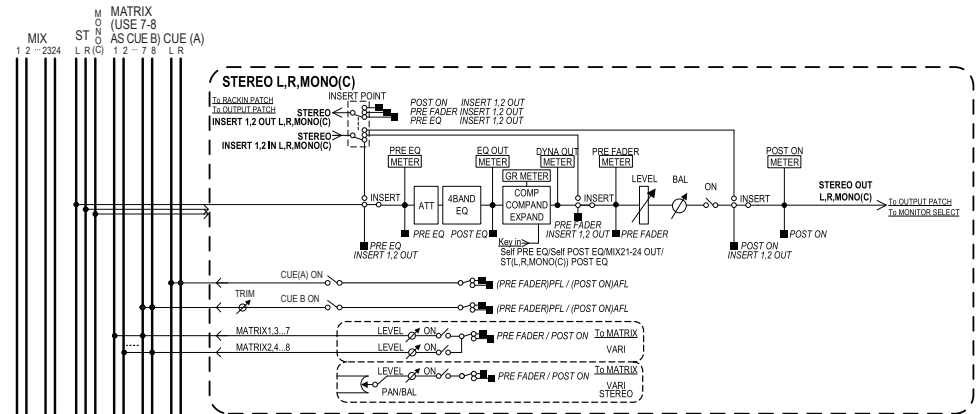 MIX
1 2 ··· 2324
ST
L R
MONO
(C)
MATRIX
(USE 7-8
AS CUE B)
1 2 ··· 7 8
CUE (A)
L R
STEREO L,R,MONO(C)
To RACKIN PATCH
To OUTPUT PATCH
INSERT POINT
STEREO
INSERT 1,2 OUT L,R,MONO(C)
STEREO
INSERT 1,2 IN L,R,MONO(C)
POST ON INSERT 1,2 OUT
PRE FADER INSERT 1,2 OUT
PRE EQ INSERT 1,2 OUT
PRE EQ
METER
EQ OUT
METER
DYNA OUT
METER
PRE FADER
METER
POST ON
METER
GR METER
INSERT
ATT
4BAND
EQ
COMP
COMPAND
EXPAND
INSERT
LEVEL
BAL
ON
INSERT
STEREO OUT
L,R,MONO(C)
To OUTPUT PATCH
To MONITOR SELECT
PRE EQ
INSERT 1,2 OUT
PRE EQ
POST EQ
PRE FADER
INSERT 1,2 OUT
PRE FADER
POST ON
INSERT 1,2 OUT
POST ON
Key in
Self PRE EQ/Self POST EQ/MIX21-24 OUT/
ST(L,R,MONO(C)) POST EQ
CUE(A) ON
(PRE FADER)PFL / (POST ON)AFL
TRIM
CUE B ON
(PRE FADER)PFL / (POST ON)AFL
MATRIX1,3...7
LEVEL
ON
PRE FADER / POST ON
To MATRIX
VARI
MATRIX2,4...8
LEVEL
ON
LEVEL
ON
PAN/BAL
PRE FADER / POST ON
To MATRIX
VARI
STEREO